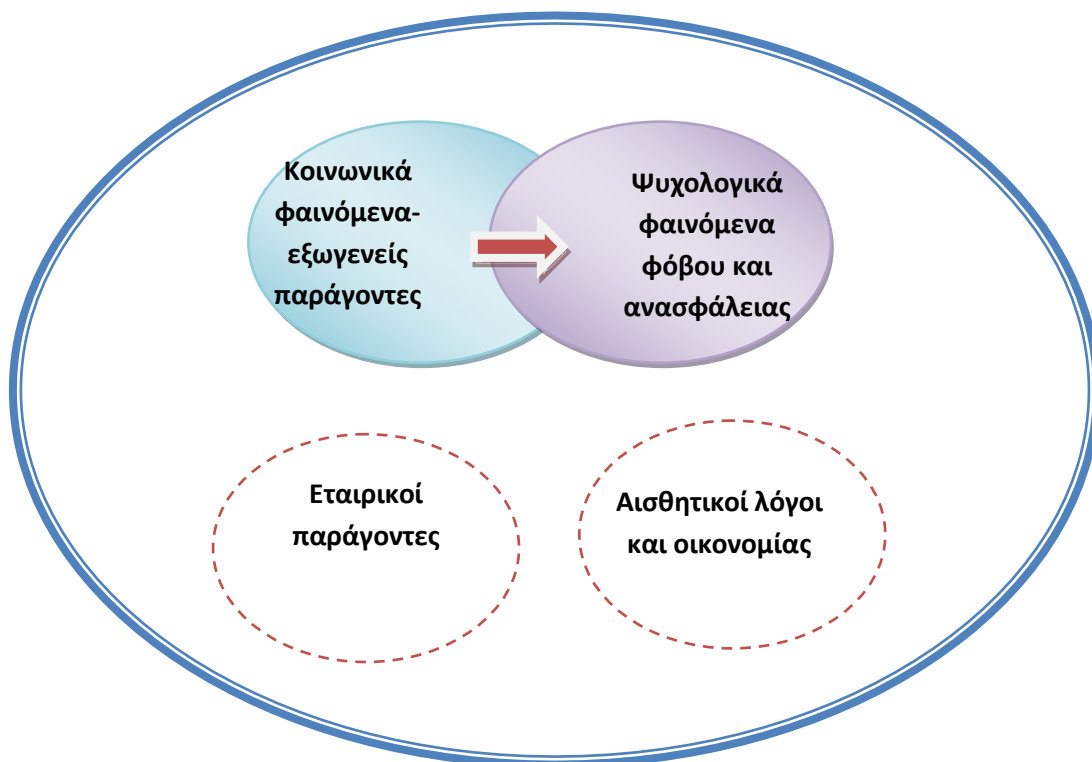 Κοινωνικά
φαινόμενα-
εξωγενείς
παράγοντες
Ψυχολογικά
φαινόμενα
φόβου και
ανασφάλειας
Εταιρικοί
παράγοντες
Αισθητικοί λόγοι
και οικονομίας